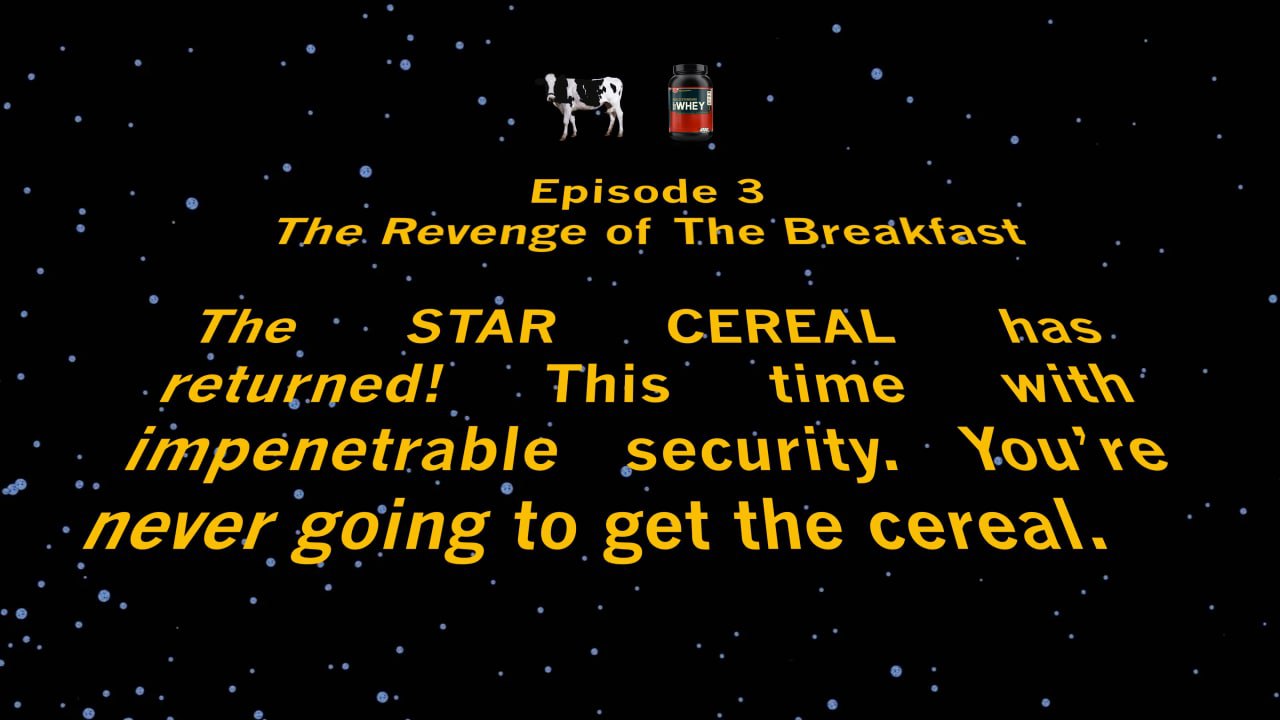 WHEY
Episode 3
The Revenge of The Breakfast
The STAR CEREAL has
returned! This time with
impenetrable security. You’re
never going to get the cereal.